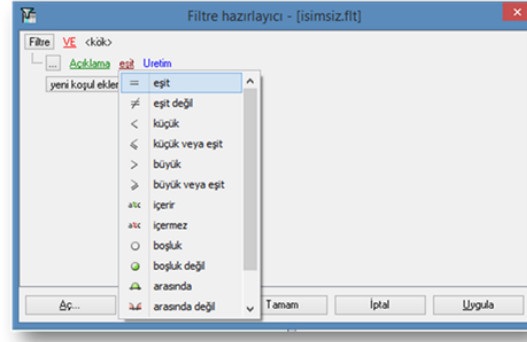 Filtre hazırlayıcı - [isimsiz.flt]
Filtre VE <kök>
... Açıklama eşit Uretim
yeni koşul ekler
= eşit
≠ eşit değil
< küçük
⩽ küçük veya eşit
> büyük
⩾ büyük veya eşit
içerir
içermez
boşluk
boşluk değil
arasında
arasında değil
Aç... Tamam İptal Uygula